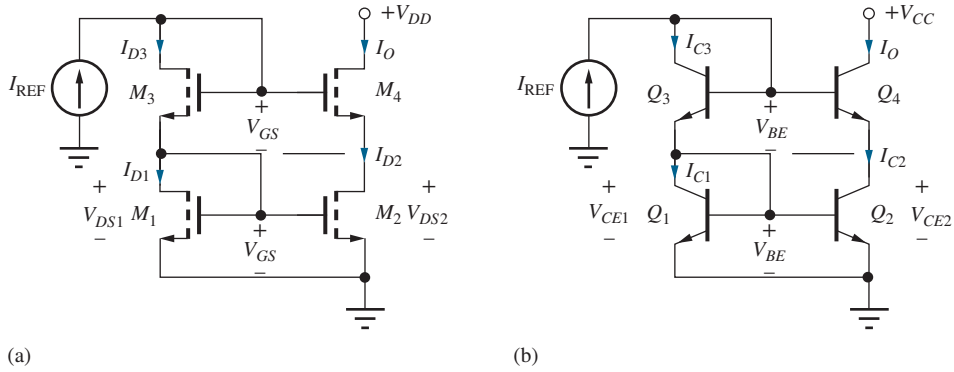 +V_DD
+V_CC
I_D3
I_O
I_C3
I_O
I_REF
M_3
+
V_GS
–
M_4
I_REF
Q_3
+
V_BE
–
Q_4
I_D1
I_D2
I_C1
I_C2
+
V_DS1
–
M_1
+
V_GS
–
M_2
+
V_DS2
–
+
V_CE1
–
Q_1
+
V_BE
–
Q_2
+
V_CE2
–
(a)
(b)